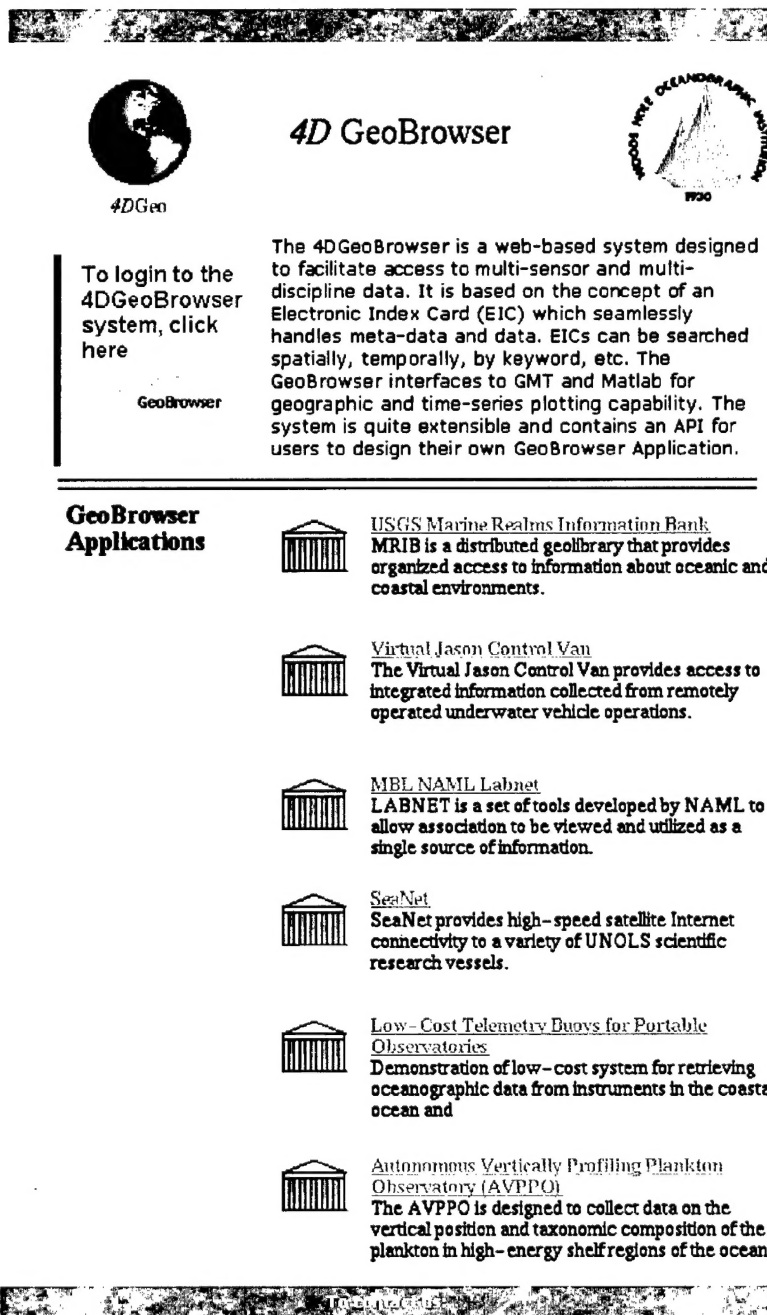 4D GeoBrowser
WOODS HOLE OCEANOGRAPHIC INSTITUTION
1930
4DGeo
To login to the
4DGeoBrowser
system, click
here
GeoBrowser
The 4DGeoBrowser is a web-based system designed
to facilitate access to multi-sensor and multi-
discipline data. It is based on the concept of an
Electronic Index Card (EIC) which seamlessly
handles meta-data and data. EICs can be searched
spatially, temporally, by keyword, etc. The
GeoBrowser interfaces to GMT and Matlab for
geographic and time-series plotting capability. The
system is quite extensible and contains an API for
users to design their own GeoBrowser Application.
GeoBrowser
Applications
USGS Marine Realms Information Bank
MRIB is a distributed geolibrary that provides
organized access to information about oceanic and
coastal environments.
Virtual Jason Control Van
The Virtual Jason Control Van provides access to
integrated information collected from remotely
operated underwater vehicle operations.
MBL NAML Labnet
LABNET is a set of tools developed by NAML to
allow association to be viewed and utilized as a
single source of information.
SeaNet
SeaNet provides high-speed satellite Internet
connectivity to a variety of UNOLS scientific
research vessels.
Low-Cost Telemetry Buoys for Portable
Observatories
Demonstration of low-cost system for retrieving
oceanographic data from instruments in the coasta
ocean and
Autonomous Vertically Profiling Plankton
Observatory (AVPPO)
The AVPPO is designed to collect data on the
vertical position and taxonomic composition of the
plankton in high-energy shelf regions of the ocean
To contact us